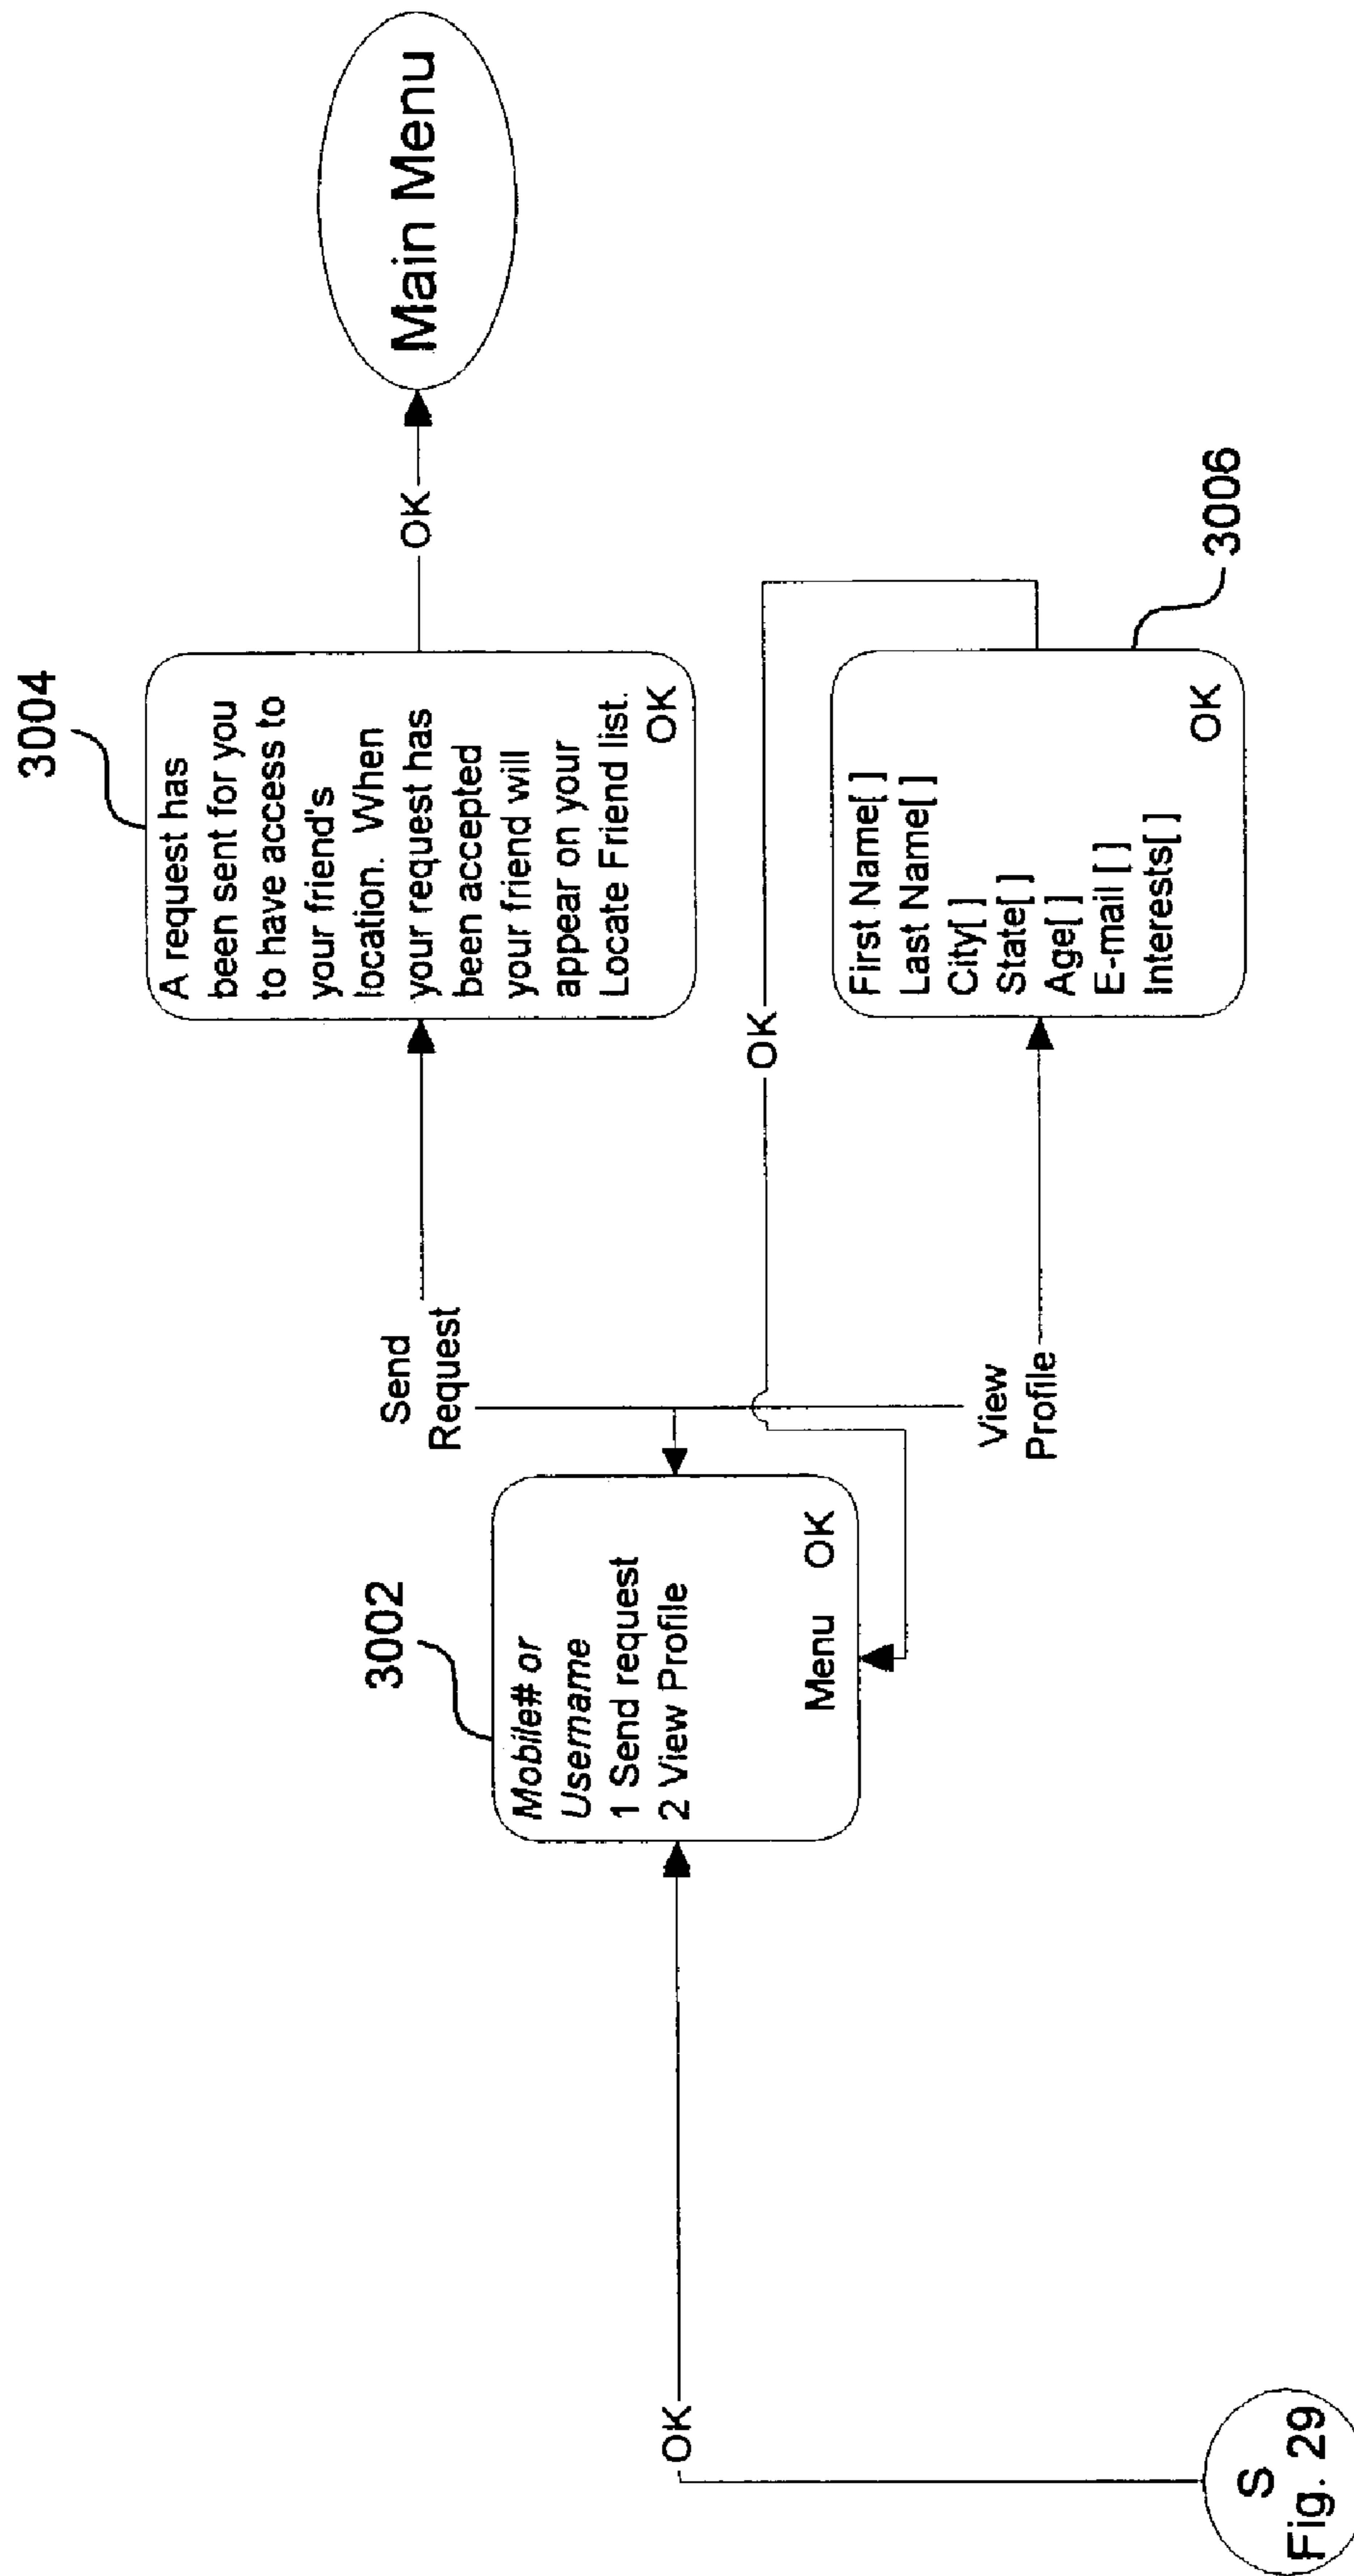 3004
A request has
been sent for you
to have access to
your friend's
location. When
your request has
been accepted
your friend will
appear on your
Locate Friend list.
OK
OK
Main Menu
Send
Request
3002
Mobile# or
Username
1 Send request
2 View Profile
Menu OK
OK
OK
View
Profile
3006
First Name[ ]
Last Name[ ]
City[ ]
State[ ]
Age[ ]
E-mail [ ]
Interests[ ]
OK
S
Fig. 29